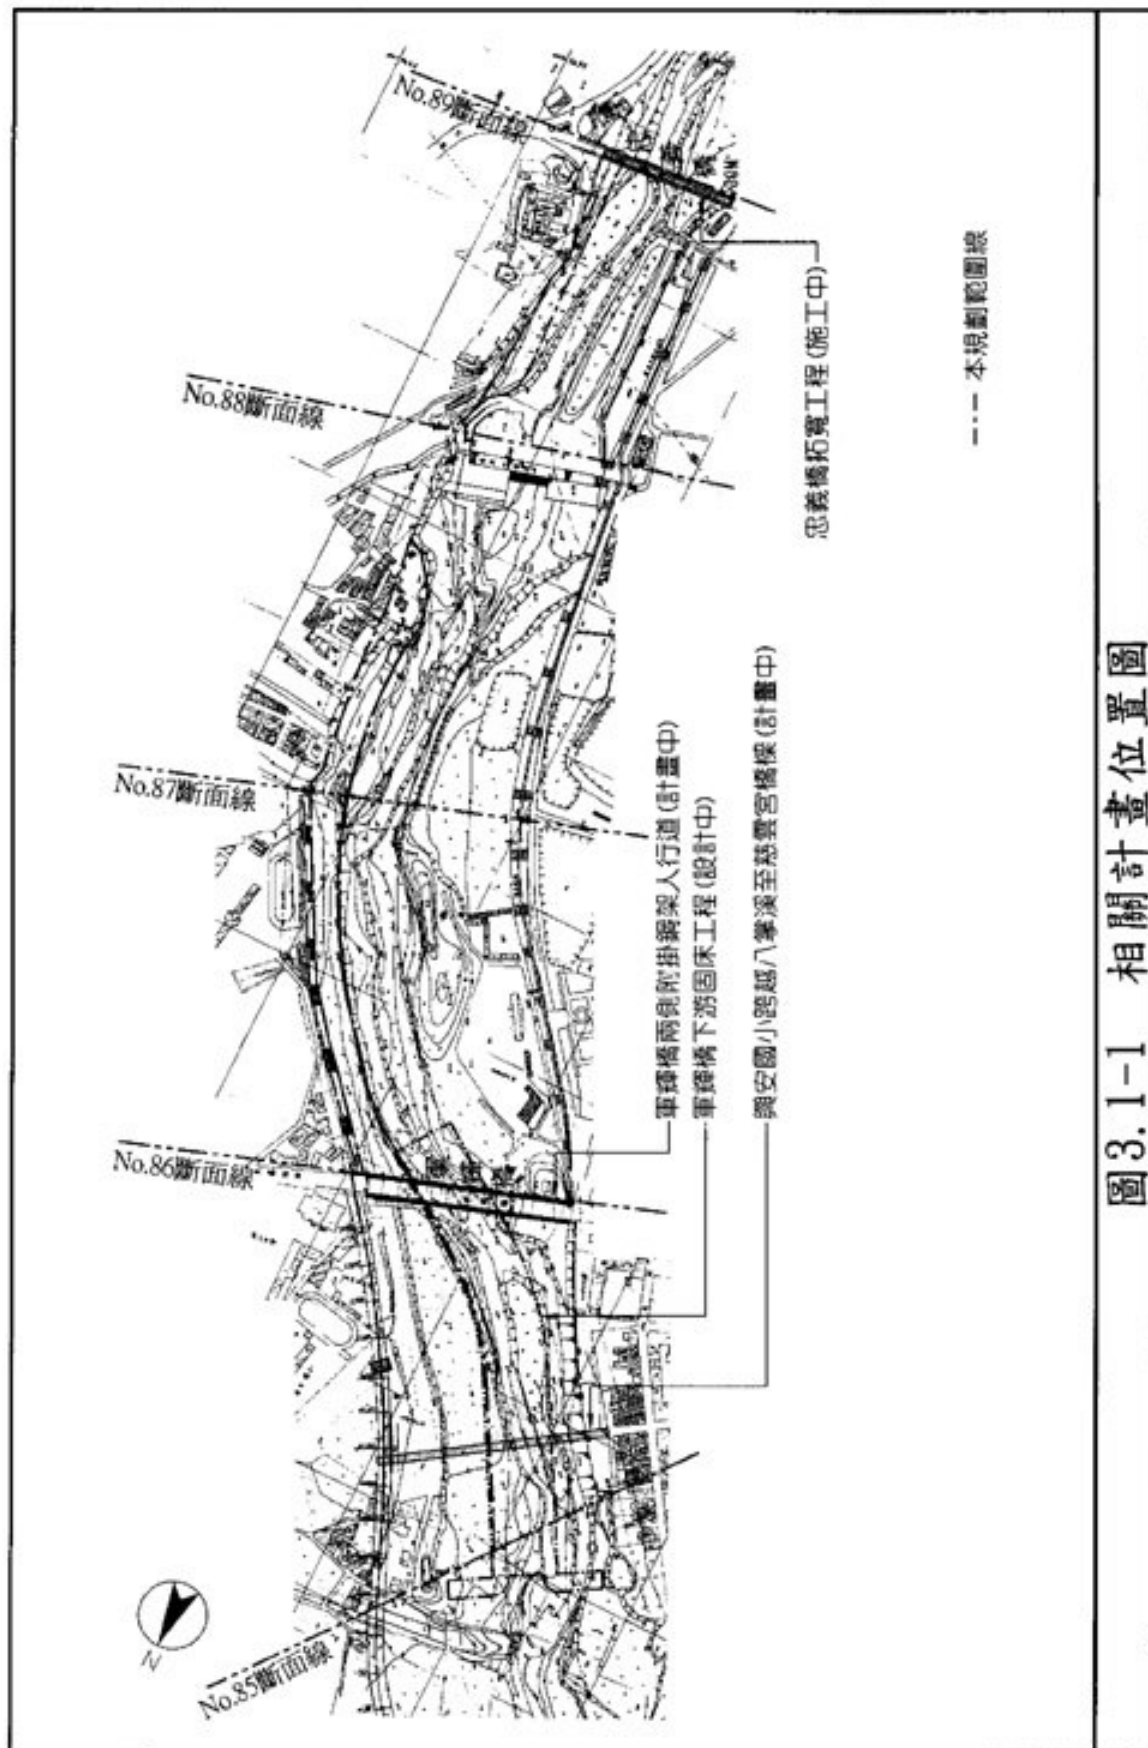 No.89斷面線
No.88斷面線
No.87斷面線
No.86斷面線
No.85斷面線
N
軍輝橋
忠義橋拓寬工程(施工中)
軍輝橋兩側附掛鋼架人行道(計畫中)
軍輝橋下游固床工程(設計中)
興安國小跨越八掌溪至慈雲宮橋樑(計畫中)
本規劃範圍線
圖3.1-1 相關計畫位置圖